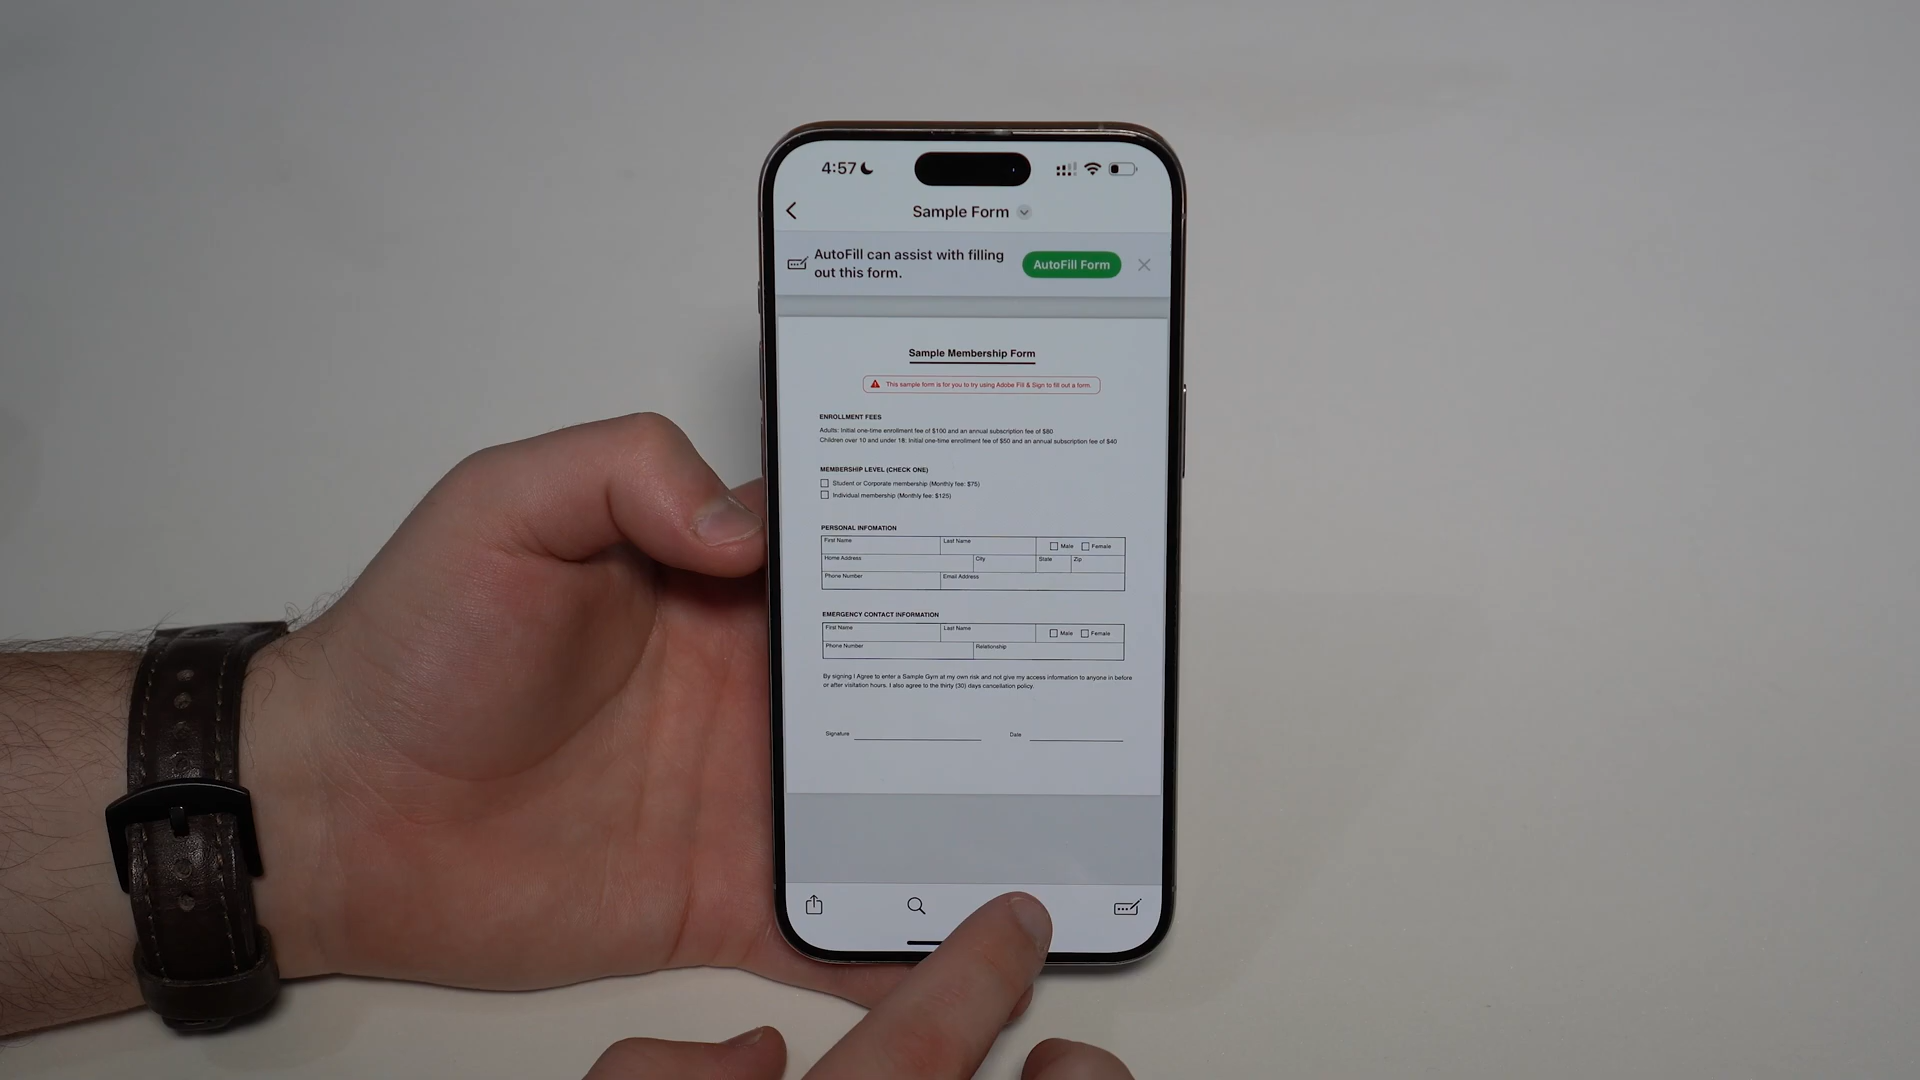 4:57
Sample Form
AutoFill can assist with filling
out this form.
AutoFill Form
Sample Membership Form
This sample form is for you to try using Adobe Fill & Sign to fill out a form.
ENROLLMENT FEES
Adults: Initial one-time enrollment fee of $100 and an annual subscription fee of $80
Children over 10 and under 18: Initial one-time enrollment fee of $50 and an annual subscription fee of $40
MEMBERSHIP LEVEL (CHECK ONE)
Student or Corporate membership (Monthly fee: $75)
Individual membership (Monthly fee: $125)
PERSONAL INFOMATION
First Name Last Name Male Female
Home Address City State Zip
Phone Number Email Address
EMERGENCY CONTACT INFORMATION
First Name Last Name Male Female
Phone Number Relationship
By signing I Agree to enter a Sample Gym at my own risk and not give my access information to anyone in before
or after visitation hours. I also agree to the thirty (30) days cancellation policy.
Signature Date